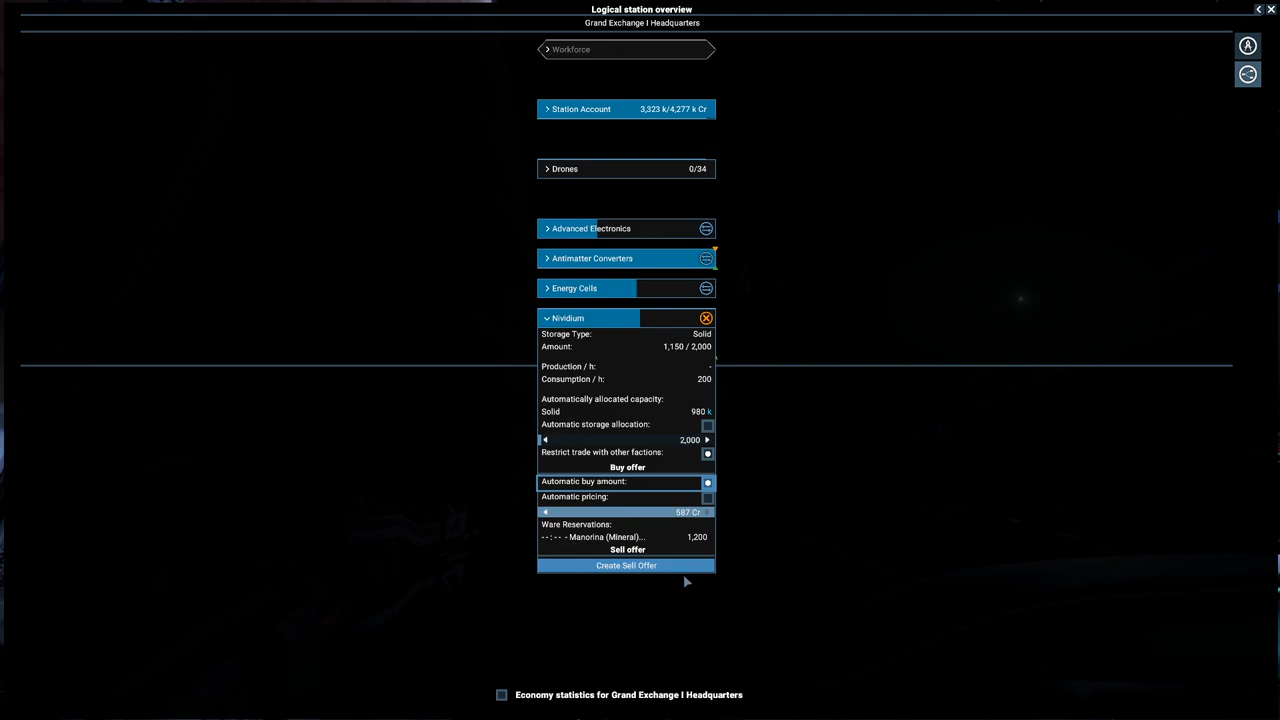 Logical station overview
Grand Exchange I Headquarters
Workforce
Station Account 3,323 k/4,277 k Cr
Drones 0/34
Advanced Electronics
Antimatter Converters
Energy Cells
Nividium
Storage Type: Solid
Amount: 1,150 / 2,000
Production / h: -
Consumption / h: 200
Automatically allocated capacity:
Solid 980 k
Automatic storage allocation:
2,000
Restrict trade with other factions:
Buy offer
Automatic buy amount:
Automatic pricing:
587 Cr
Ware Reservations:
--:-- - Manorina (Mineral)... 1,200
Sell offer
Create Sell Offer
Economy statistics for Grand Exchange I Headquarters